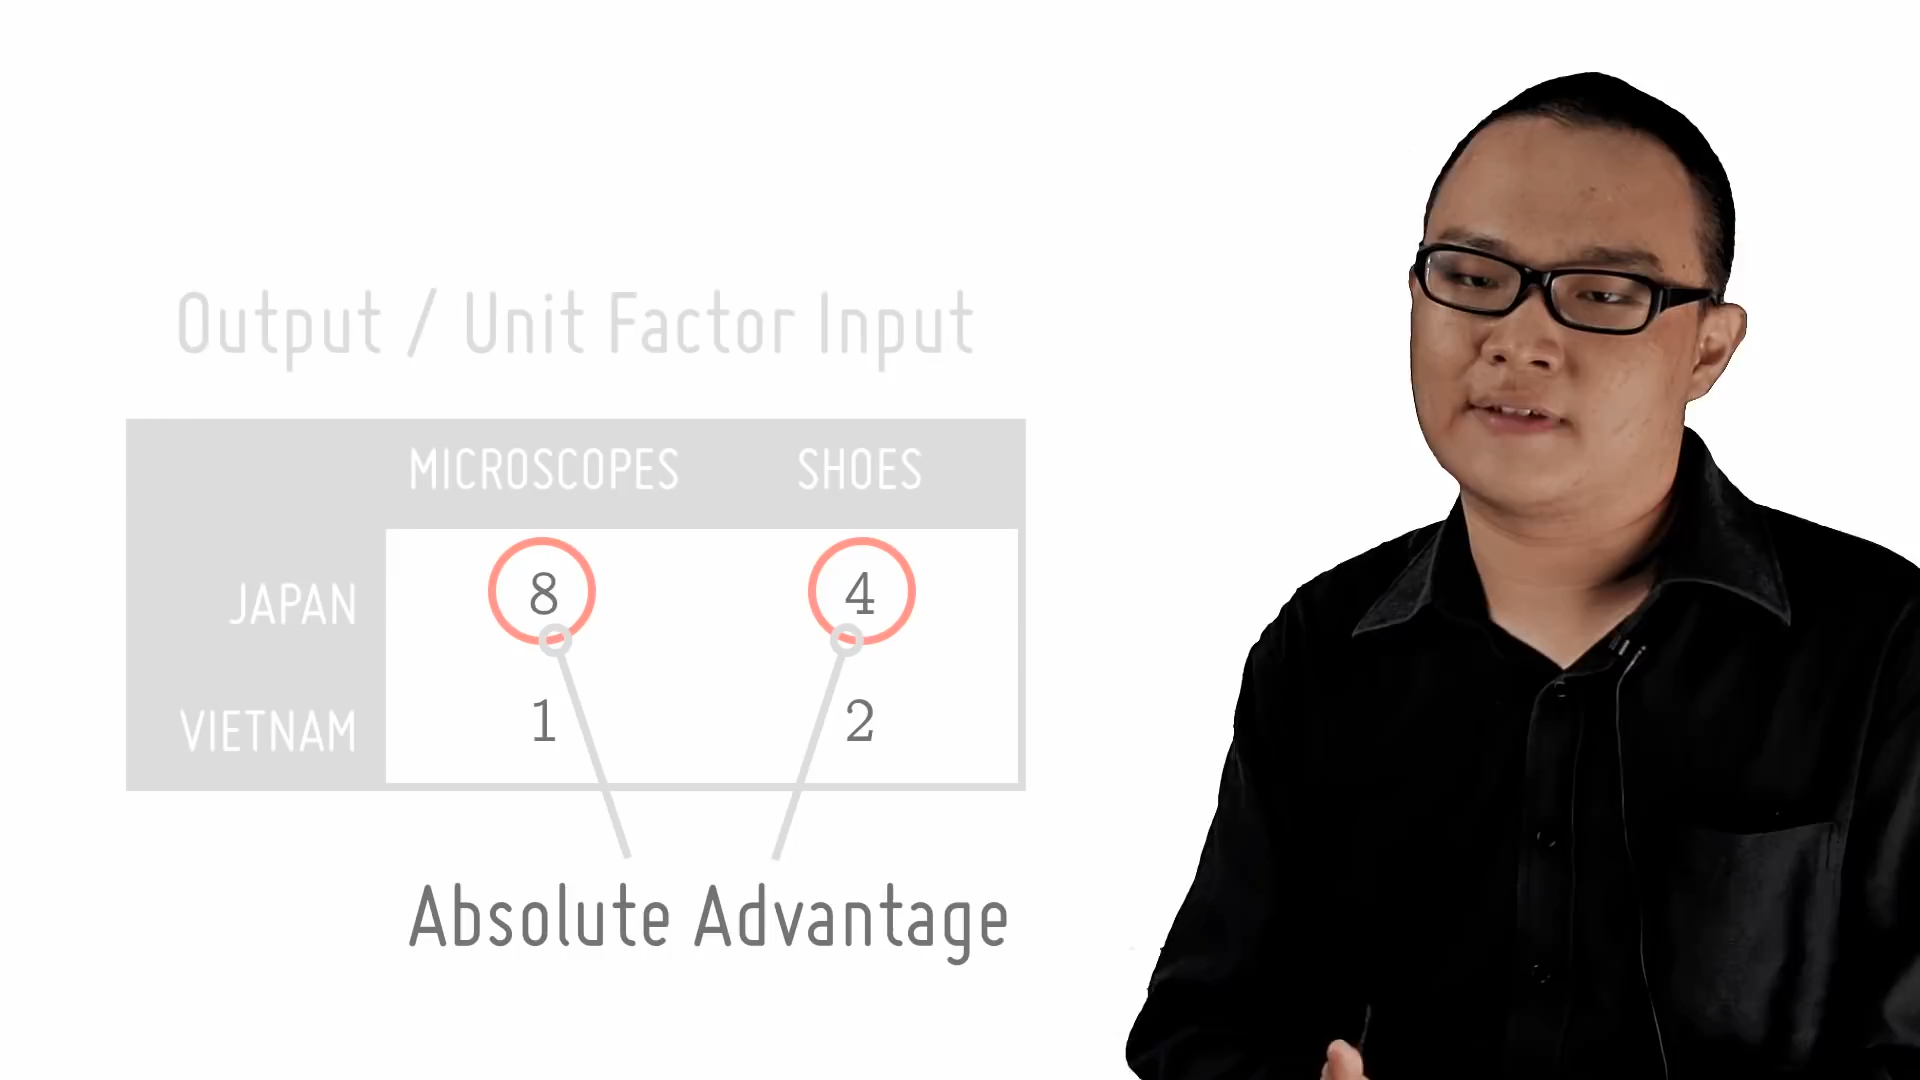 Output / Unit Factor Input
MICROSCOPES SHOES
JAPAN 8 4
VIETNAM 1 2
Absolute Advantage